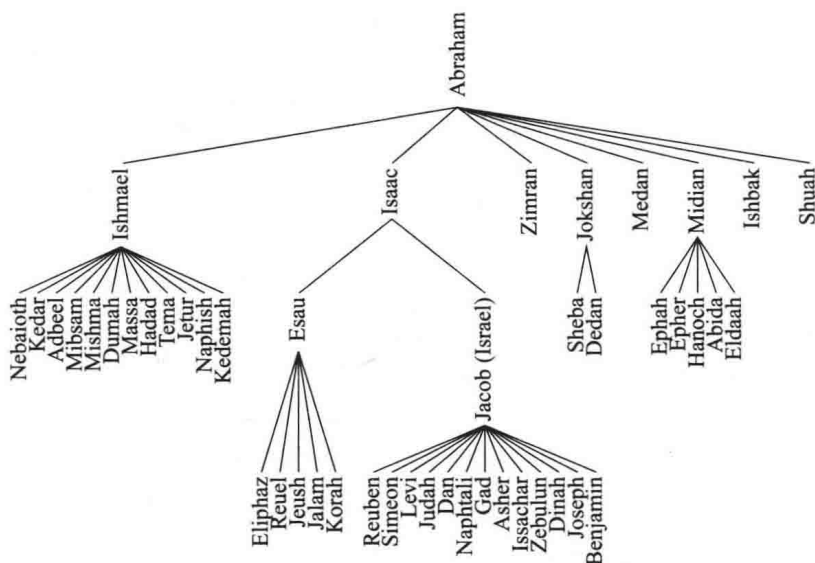 Abraham
Ishmael
Isaac
Zimran
Jokshan
Medan
Midian
Ishbak
Shuah
Nebaioth
Kedar
Adbeel
Mibsam
Mishma
Dumah
Massa
Hadad
Tema
Jetur
Naphish
Kedemah
Esau
Jacob (Israel)
Sheba
Dedan
Ephah
Epher
Hanoch
Abida
Eldaah
Eliphaz
Reuel
Jeush
Jalam
Korah
Reuben
Simeon
Levi
Judah
Dan
Naphtali
Gad
Asher
Issachar
Zebulun
Dinah
Joseph
Benjamin